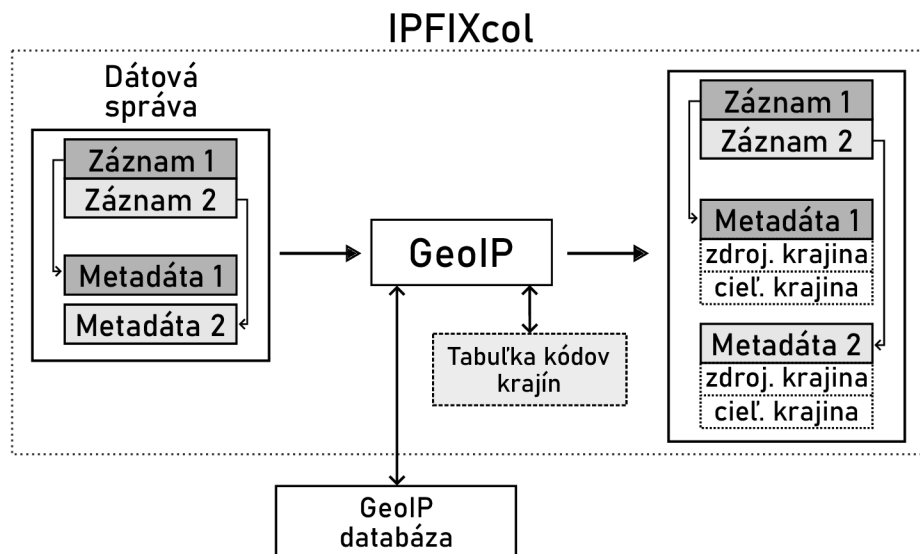 IPFIXcol
Dátová
správa
Záznam 1
Záznam 2
Metadáta 1
Metadáta 2
GeoIP
Tabuľka kódov
krajín
GeoIP
databáza
Záznam 1
Záznam 2
Metadáta 1
zdroj. krajina
cieľ. krajina
Metadáta 2
zdroj. krajina
cieľ. krajina